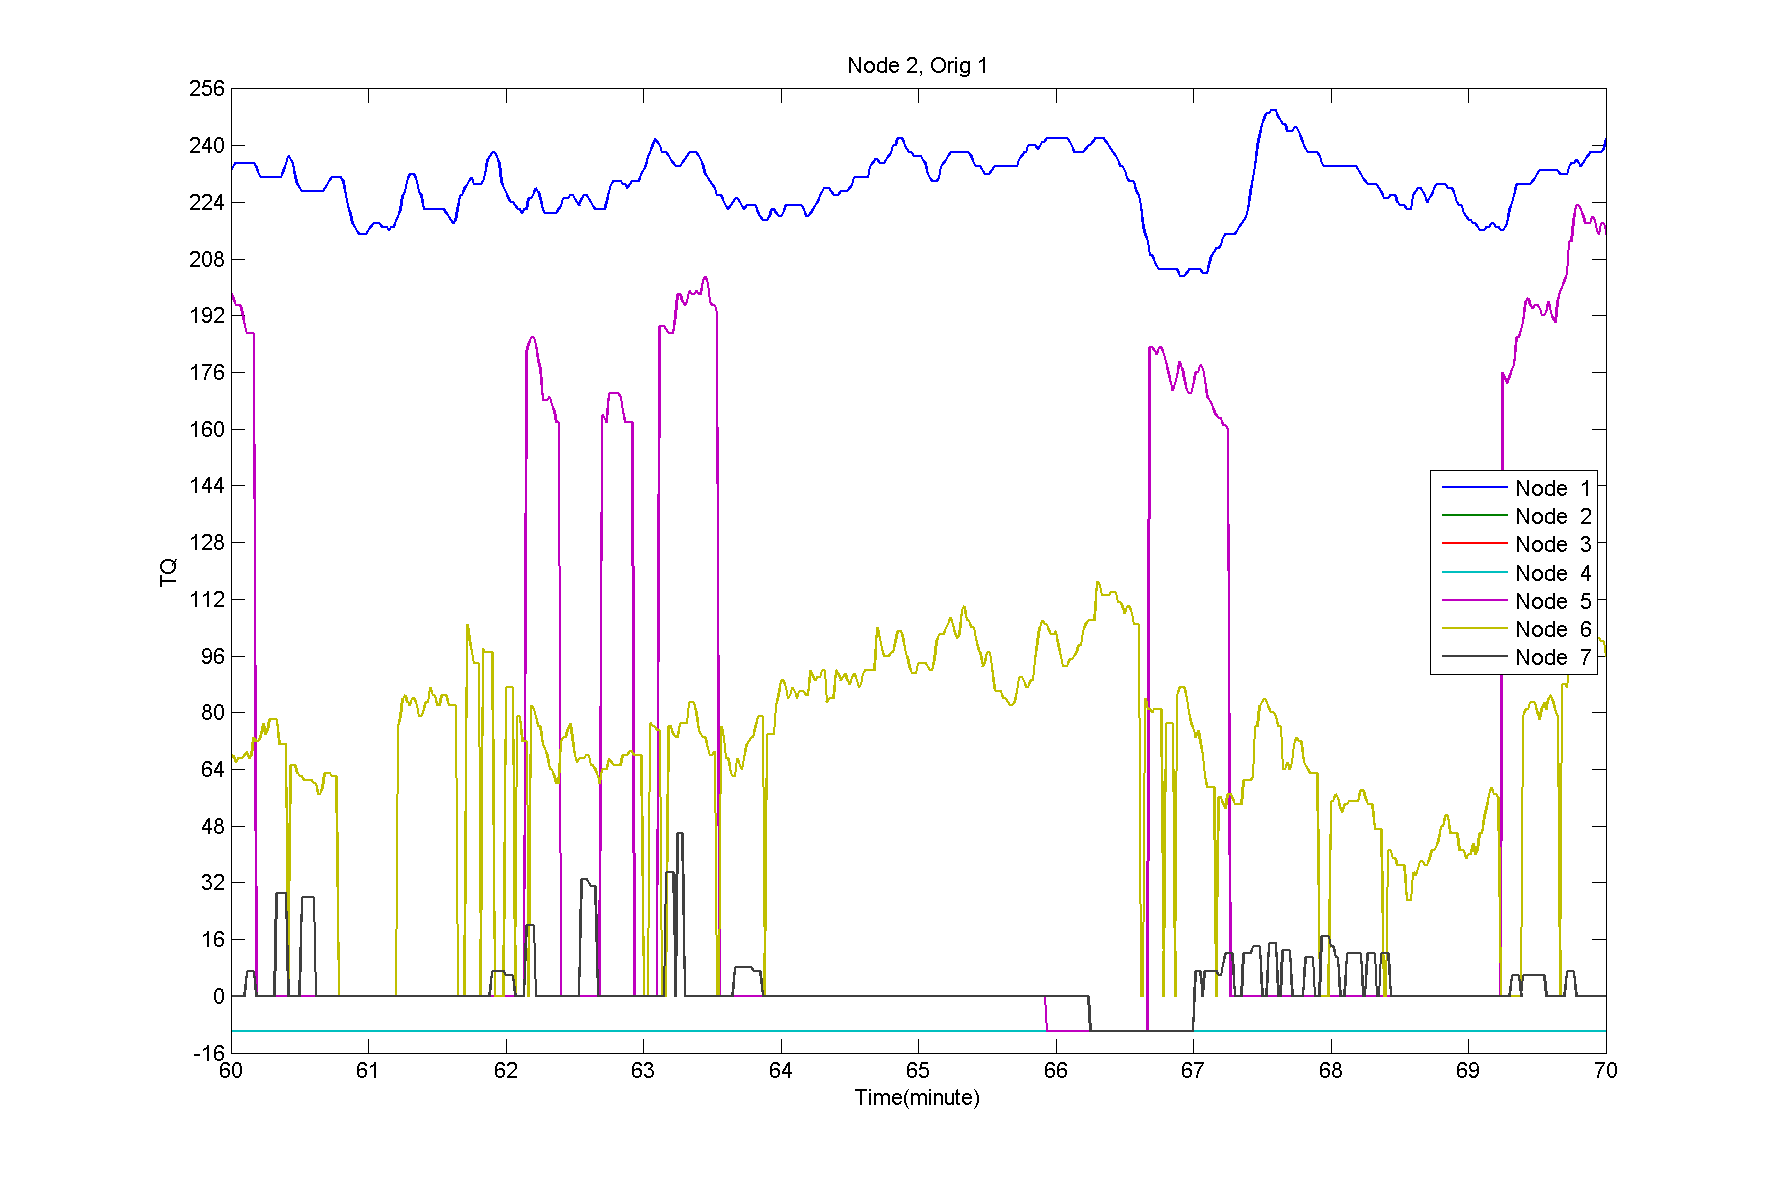 Node 2, Orig 1
256
240
224
208
192
176
160
144
128
112
96
80
64
48
32
16
0
-16
TQ
Node 1
Node 2
Node 3
Node 4
Node 5
Node 6
Node 7
60 61 62 63 64 65 66 67 68 69 70
Time(minute)